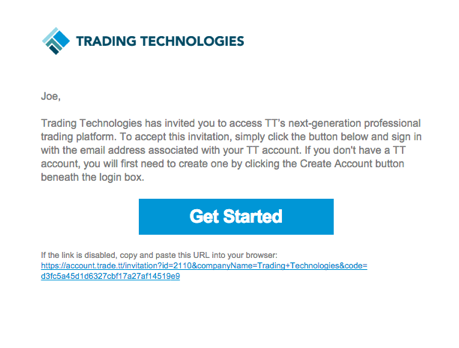 TRADING TECHNOLOGIES
Joe,
Trading Technologies has invited you to access TT's next-generation professional
trading platform. To accept this invitation, simply click the button below and sign in
with the email address associated with your TT account. If you don't have a TT
account, you will first need to create one by clicking the Create Account button
beneath the login box.
Get Started
If the link is disabled, copy and paste this URL into your browser:
https://account.trade.tt/invitation?id=2110&companyName=Trading+Technologies&code=
d3fc5a45d1d6327cbf17a27af14519e9